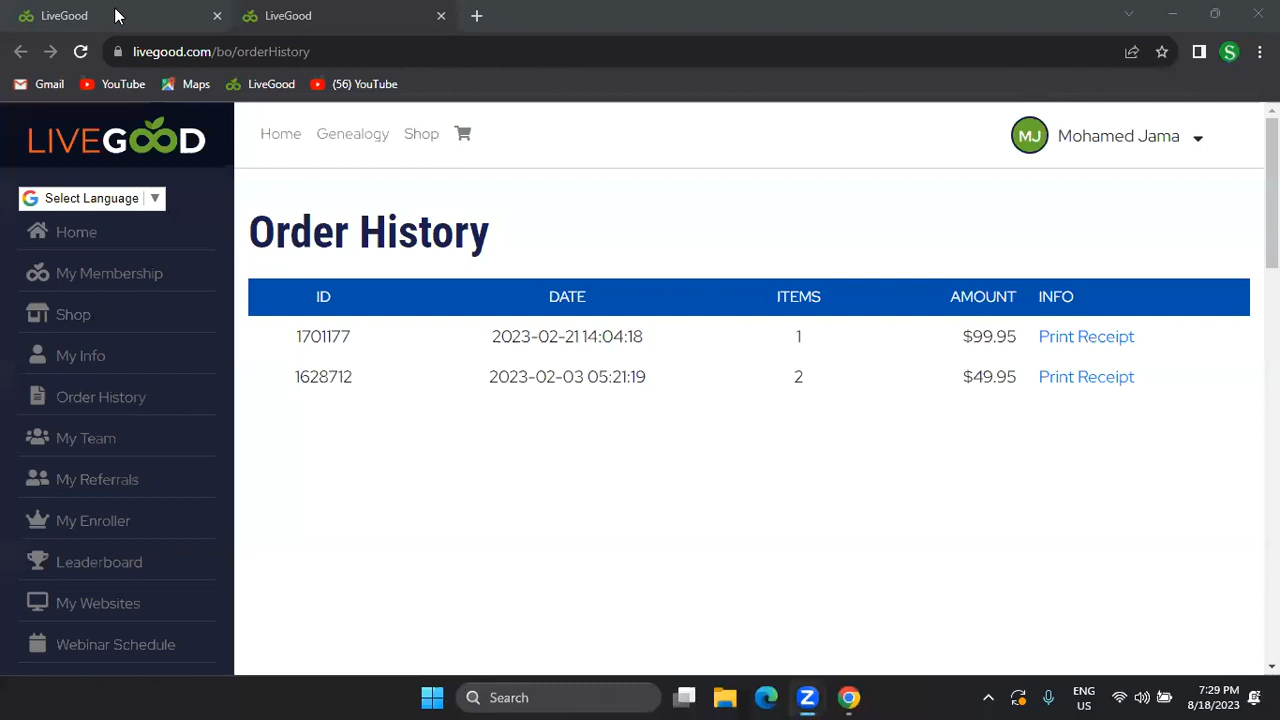 LiveGood
LiveGood
livegood.com/bo/orderHistory
S
Gmail
YouTube
Maps
LiveGood
(56) YouTube
LIVEGOOD
Home
Genealogy
Shop
MJ
Mohamed Jama
G Select Language ▼
Home
My Membership
Shop
My Info
Order History
My Team
My Referrals
My Enroller
Leaderboard
My Websites
Webinar Schedule
Order History
ID DATE ITEMS AMOUNT INFO
1701177 2023-02-21 14:04:18 1 $99.95 Print Receipt
1628712 2023-02-03 05:21:19 2 $49.95 Print Receipt
Search
ENG
US
7:29 PM
8/18/2023